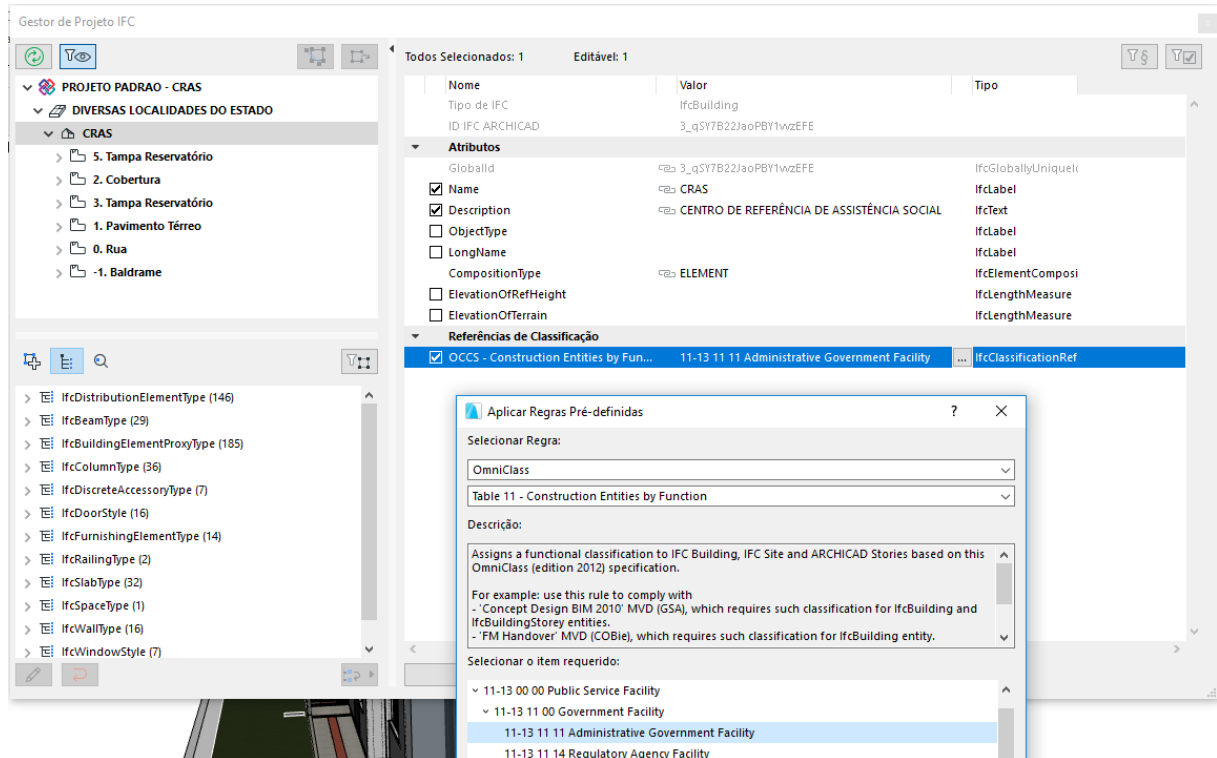 Gestor de Projeto IFC
Todos Selecionados: 1 Editável: 1
PROJETO PADRAO - CRAS
DIVERSAS LOCALIDADES DO ESTADO
CRAS
5. Tampa Reservatório
2. Cobertura
3. Tampa Reservatório
1. Pavimento Térreo
0. Rua
-1. Baldrame
Nome Valor Tipo
Tipo de IFC IfcBuilding
ID IFC ARCHICAD 3_qSY7B22JaoPBY1vvzEFE
Atributos
GlobalId 3_qSY7B22JaoPBY1vvzEFE IfcGloballyUniqueIc
Name CRAS IfcLabel
Description CENTRO DE REFERÊNCIA DE ASSISTÊNCIA SOCIAL IfcText
ObjectType IfcLabel
LongName IfcLabel
CompositionType ELEMENT IfcElementComposi
ElevationOfRefHeight IfcLengthMeasure
ElevationOfTerrain IfcLengthMeasure
Referências de Classificação
OCCS - Construction Entities by Fun... 11-13 11 11 Administrative Government Facility ... IfcClassificationRef
IfcDistributionElementType (146)
IfcBeamType (29)
IfcBuildingElementProxyType (185)
IfcColumnType (36)
IfcDiscreteAccessoryType (7)
IfcDoorStyle (16)
IfcFurnishingElementType (14)
IfcRailingType (2)
IfcSlabType (32)
IfcSpaceType (1)
IfcWallType (16)
IfcWindowStyle (7)
Aplicar Regras Pré-definidas ?
Selecionar Regra:
OmniClass
Table 11 - Construction Entities by Function
Descrição:
Assigns a functional classification to IFC Building, IFC Site and ARCHICAD Stories based on this
OmniClass (edition 2012) specification.
For example: use this rule to comply with
- 'Concept Design BIM 2010' MVD (GSA), which requires such classification for IfcBuilding and
IfcBuildingStorey entities.
- 'FM Handover' MVD (COBie), which requires such classification for IfcBuilding entity.
Selecionar o item requerido:
11-13 00 00 Public Service Facility
11-13 11 00 Government Facility
11-13 11 11 Administrative Government Facility
11-13 11 14 Regulatory Agency Facility